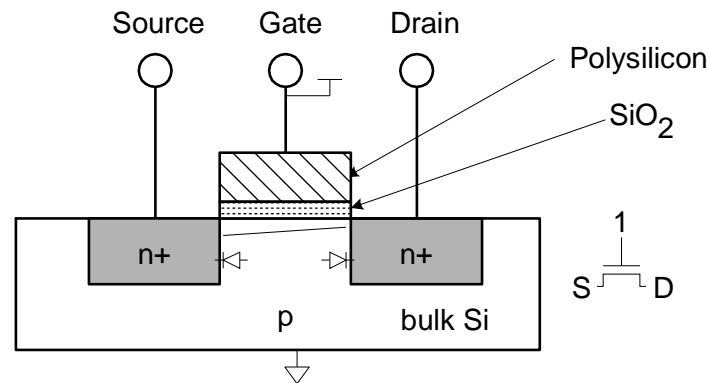 Source Gate Drain
Polysilicon
SiO2
n+ n+
1
S D
p bulk Si